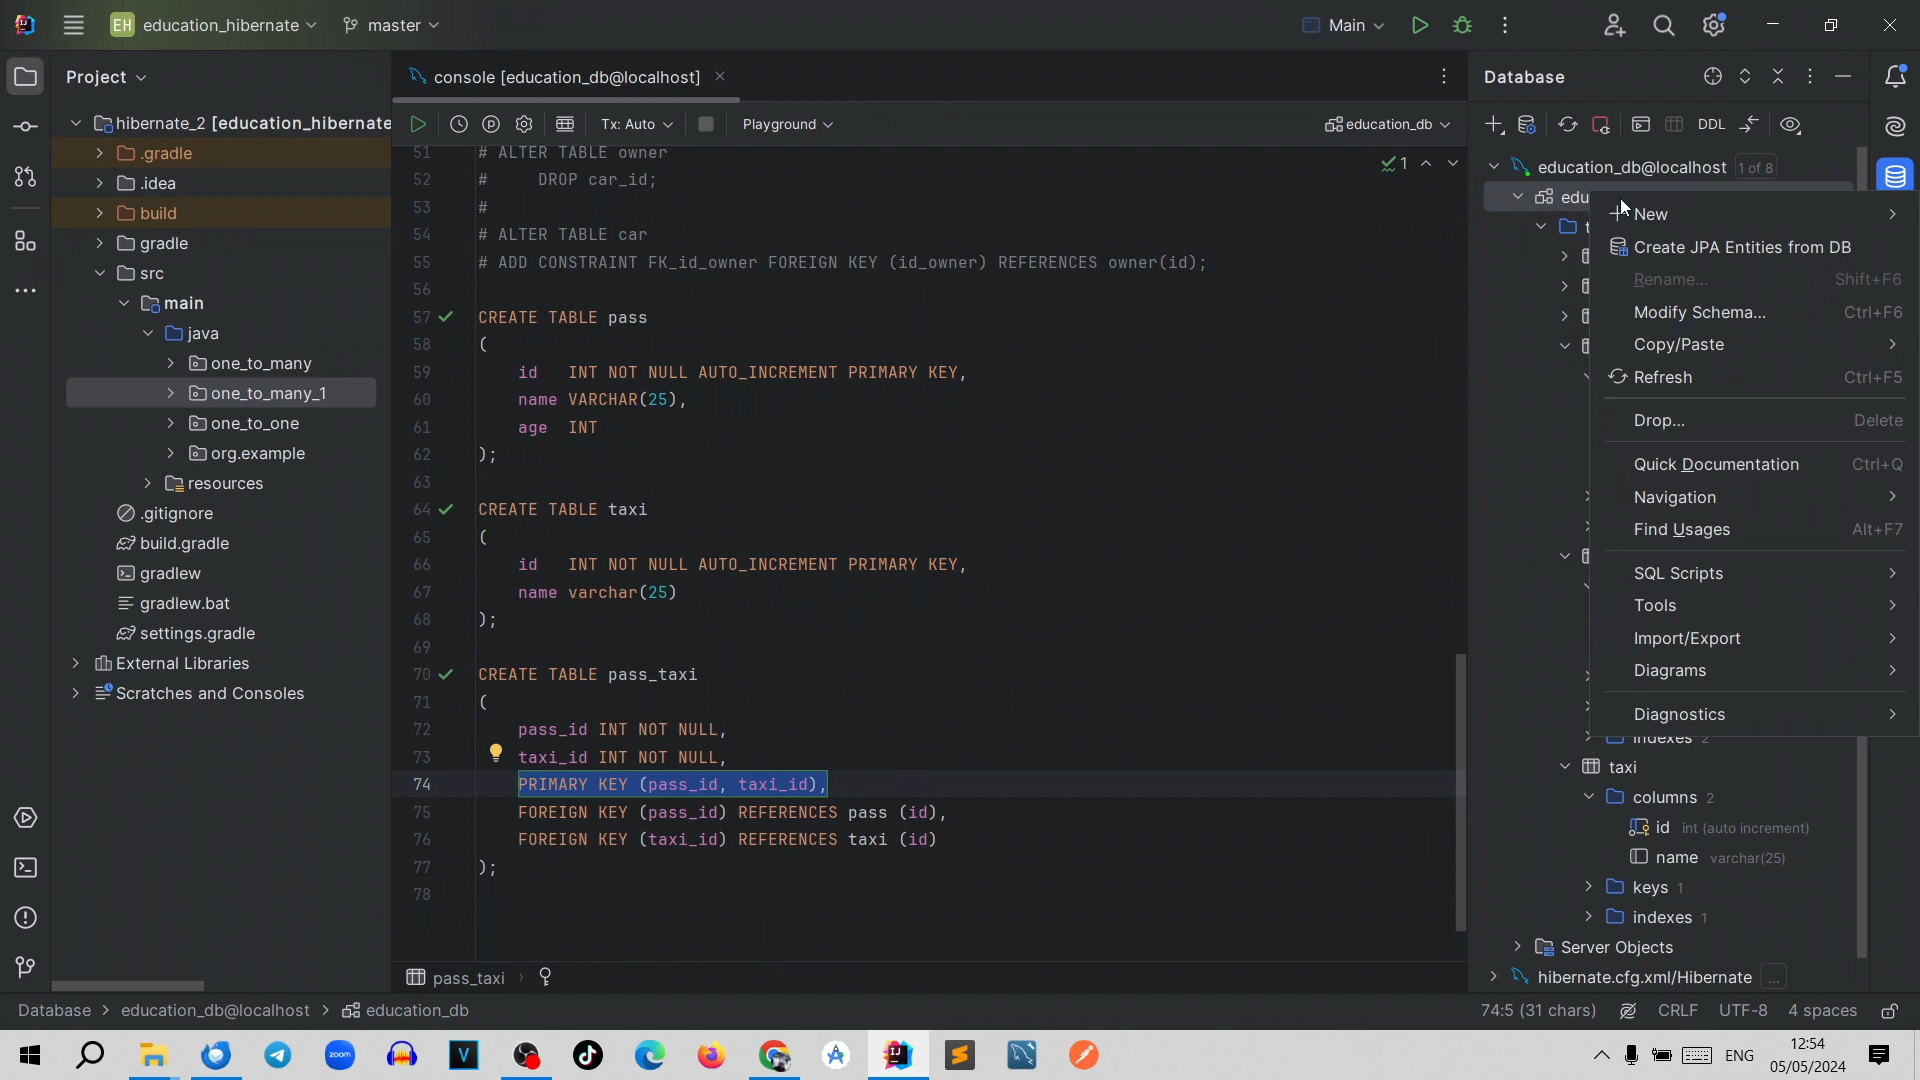 EH education_hibernate master Main
Project
hibernate_2 [education_hibernate
.gradle
.idea
build
gradle
src
main
java
one_to_many
one_to_many_1
one_to_one
org.example
resources
.gitignore
build.gradle
gradlew
gradlew.bat
settings.gradle
External Libraries
Scratches and Consoles
console [education_db@localhost]
Tx: Auto Playground education_db
51 # ALTER TABLE owner
52 #     DROP car_id;
53 #
54 # ALTER TABLE car
55 # ADD CONSTRAINT FK_id_owner FOREIGN KEY (id_owner) REFERENCES owner(id);
56
57 CREATE TABLE pass
58 (
59     id   INT NOT NULL AUTO_INCREMENT PRIMARY KEY,
60     name VARCHAR(25),
61     age  INT
62 );
63
64 CREATE TABLE taxi
65 (
66     id   INT NOT NULL AUTO_INCREMENT PRIMARY KEY,
67     name varchar(25)
68 );
69
70 CREATE TABLE pass_taxi
71 (
72     pass_id INT NOT NULL,
73     taxi_id INT NOT NULL,
74     PRIMARY KEY (pass_id, taxi_id),
75     FOREIGN KEY (pass_id) REFERENCES pass (id),
76     FOREIGN KEY (taxi_id) REFERENCES taxi (id)
77 );
78
1
pass_taxi
Database
DDL
education_db@localhost 1 of 8
edu
t
New
Create JPA Entities from DB
Rename... Shift+F6
Modify Schema... Ctrl+F6
Copy/Paste
Refresh Ctrl+F5
Drop... Delete
Quick Documentation Ctrl+Q
Navigation
Find Usages Alt+F7
SQL Scripts
Tools
Import/Export
Diagrams
Diagnostics
indexes 2
taxi
columns 2
id int (auto increment)
name varchar(25)
keys 1
indexes 1
Server Objects
hibernate.cfg.xml/Hibernate ...
Database education_db@localhost education_db
74:5 (31 chars) CRLF UTF-8 4 spaces
zoom
V
ENG
12:54
05/05/2024